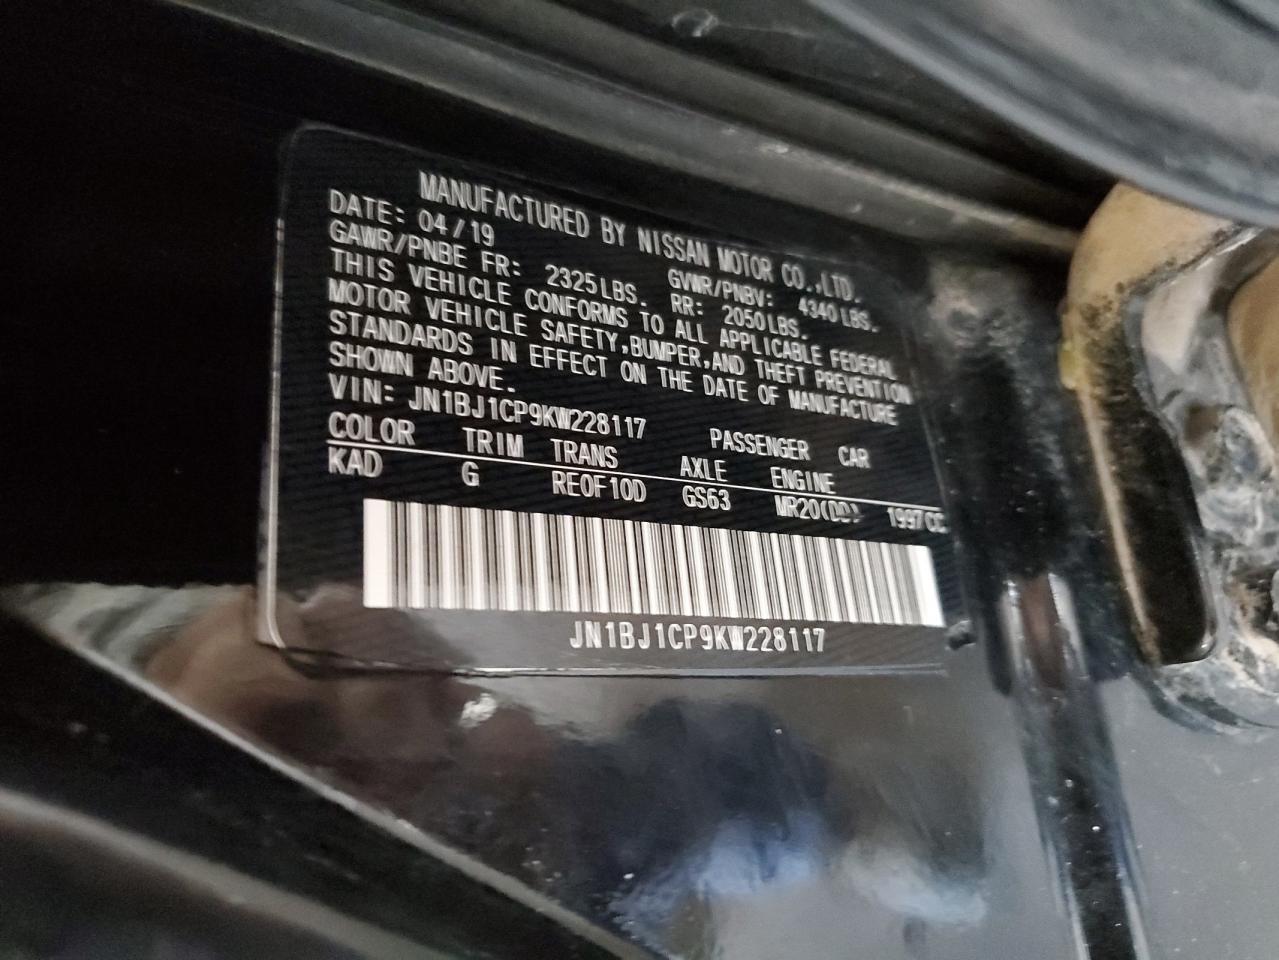 MANUFACTURED BY NISSAN MOTOR CO.,LTD.
DATE: 04/19 GVWR/PNBV: 4340LBS.
GAWR/PNBE FR: 2325LBS. RR: 2050LBS.
THIS VEHICLE CONFORMS TO ALL APPLICABLE FEDERAL
MOTOR VEHICLE SAFETY,BUMPER,AND THEFT PREVENTION
STANDARDS IN EFFECT ON THE DATE OF MANUFACTURE
SHOWN ABOVE.
VIN: JN1BJ1CP9KW228117 PASSENGER CAR
COLOR TRIM TRANS AXLE ENGINE
KAD G RE0F10D GS63 MR20(DD) 1997CC
JN1BJ1CP9KW228117